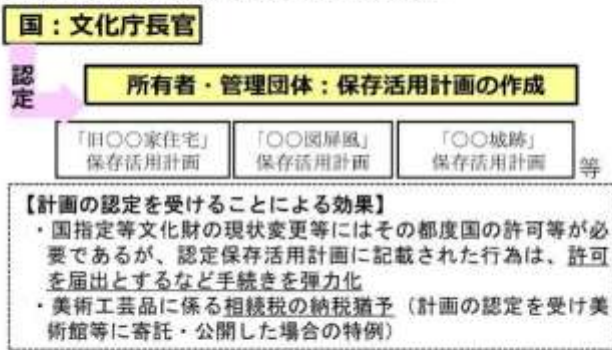 国：文化庁長官
認定
所有者・管理団体：保存活用計画の作成
「旧〇〇家住宅」
保存活用計画
「〇〇図屏風」
保存活用計画
「〇〇城跡」
保存活用計画
等
【計画の認定を受けることによる効果】
・国指定等文化財の現状変更等にはその都度国の許可等が必
要であるが、認定保存活用計画に記載された行為は、許可
を届出とするなど手続きを弾力化
・美術工芸品に係る相続税の納税猶予（計画の認定を受け美
術館等に寄託・公開した場合の特例）